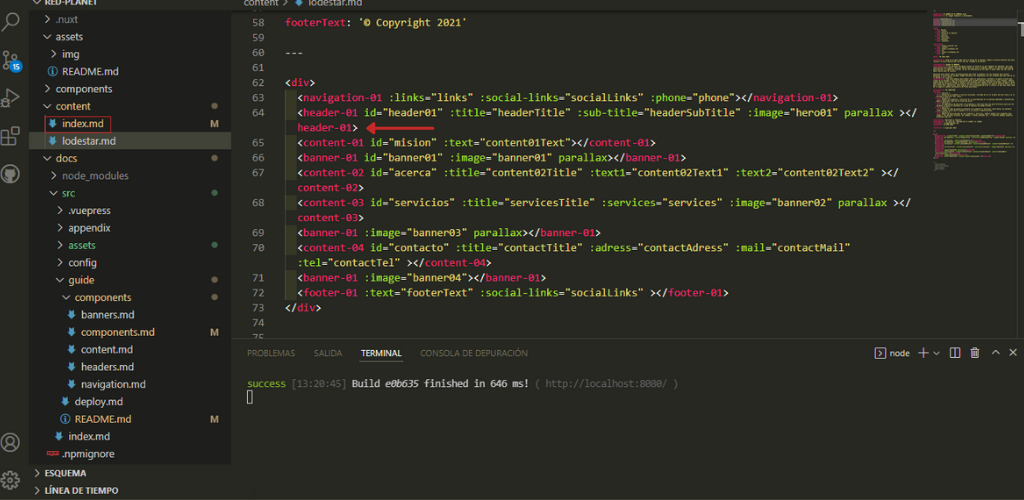 RED-PLANET
.nuxt
assets
img
README.md
components
content
index.md M
lodestar.md
docs
node_modules
src
.vuepress
appendix
assets
config
guide
components
banners.md
components.md M
content.md
headers.md
navigation.md
deploy.md
README.md M
index.md
.npmignore
ESQUEMA
LÍNEA DE TIEMPO
15
content > lodestar.md
58 footerText: '© Copyright 2021'
59
60 ---
61
62 <div>
63 <navigation-01 :links="links" :social-links="socialLinks" :phone="phone"></navigation-01>
64 <header-01 id="header01" :title="headerTitle" :sub-title="headerSubTitle" :image="hero01" parallax ></
header-01>
65 <content-01 id="mision" :text="content01Text"></content-01>
66 <banner-01 id="banner01" :image="banner01" parallax></banner-01>
67 <content-02 id="acerca" :title="content02Title" :text1="content02Text1" :text2="content02Text2" ></
content-02>
68 <content-03 id="servicios" :title="servicesTitle" :services="services" :image="banner02" parallax ></
content-03>
69 <banner-01 :image="banner03" parallax></banner-01>
70 <content-04 id="contacto" :title="contactTitle" :adress="contactAdress" :mail="contactMail"
:tel="contactTel" ></content-04>
71 <banner-01 :image="banner04"></banner-01>
72 <footer-01 :text="footerText" :social-links="socialLinks" ></footer-01>
73 </div>
74
75
PROBLEMAS SALIDA TERMINAL CONSOLA DE DEPURACIÓN node
success [13:20:45] Build e0b635 finished in 646 ms! ( http://localhost:8080/ )